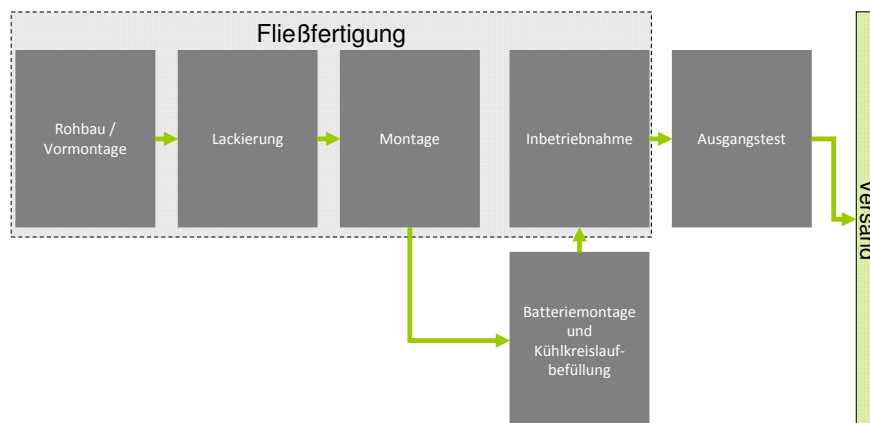 Fließfertigung
Rohbau /
Vormontage
Lackierung
Montage
Inbetriebnahme
Ausgangstest
Versand
Batteriemontage
und
Kühlkreislauf-
befüllung